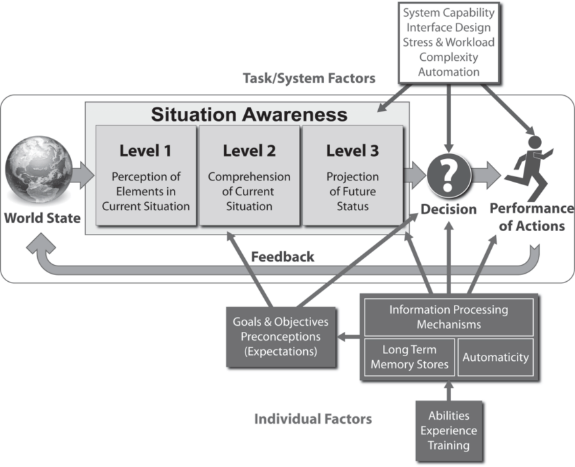 System Capability
Interface Design
Stress & Workload
Complexity
Automation
Task/System Factors
Situation Awareness
Level 1
Perception of
Elements in
Current Situation
Level 2
Comprehension
of Current
Situation
Level 3
Projection
of Future
Status
World State
?
Decision
Performance
of Actions
Feedback
Goals & Objectives
Preconceptions
(Expectations)
Information Processing
Mechanisms
Long Term
Memory Stores
Automaticity
Individual Factors
Abilities
Experience
Training